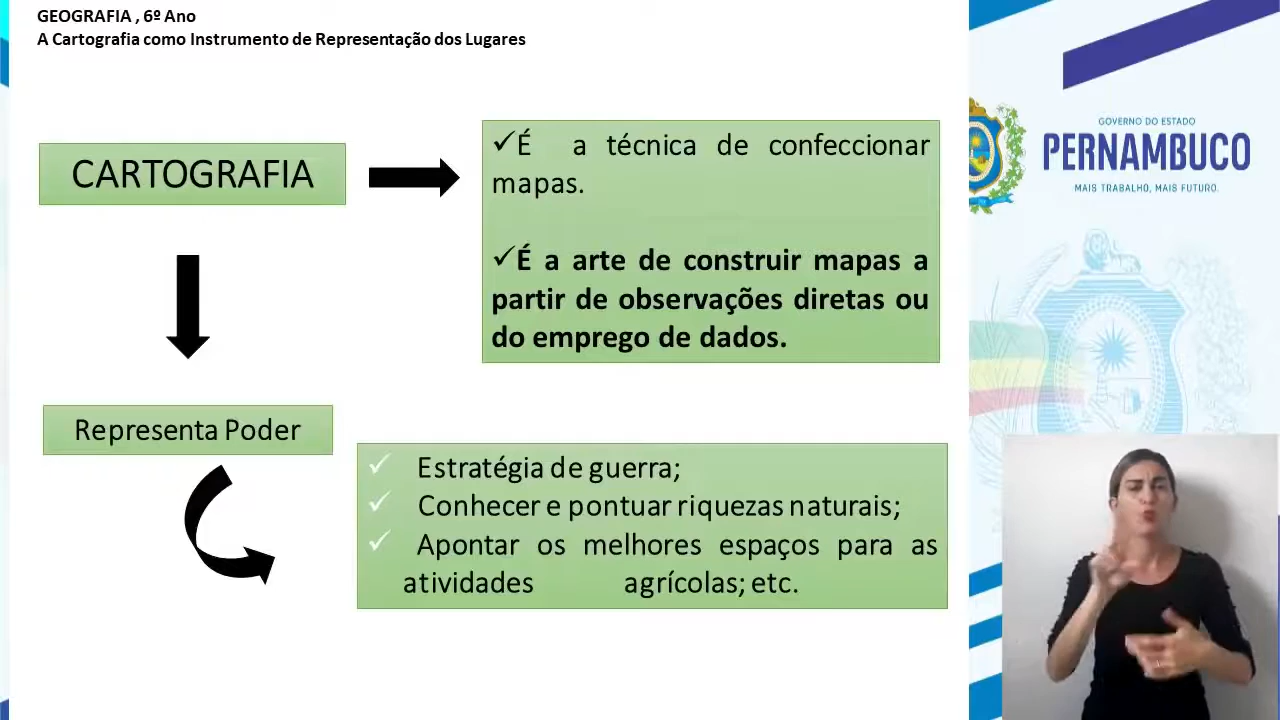 GEOGRAFIA , 6º Ano
A Cartografia como Instrumento de Representação dos Lugares
CARTOGRAFIA
✓É a técnica de confeccionar
mapas.
✓É a arte de construir mapas a
partir de observações diretas ou
do emprego de dados.
Representa Poder
✓ Estratégia de guerra;
✓ Conhecer e pontuar riquezas naturais;
✓ Apontar os melhores espaços para as
atividades agrícolas; etc.
GOVERNO DO ESTADO
PERNAMBUCO
MAIS TRABALHO, MAIS FUTURO.